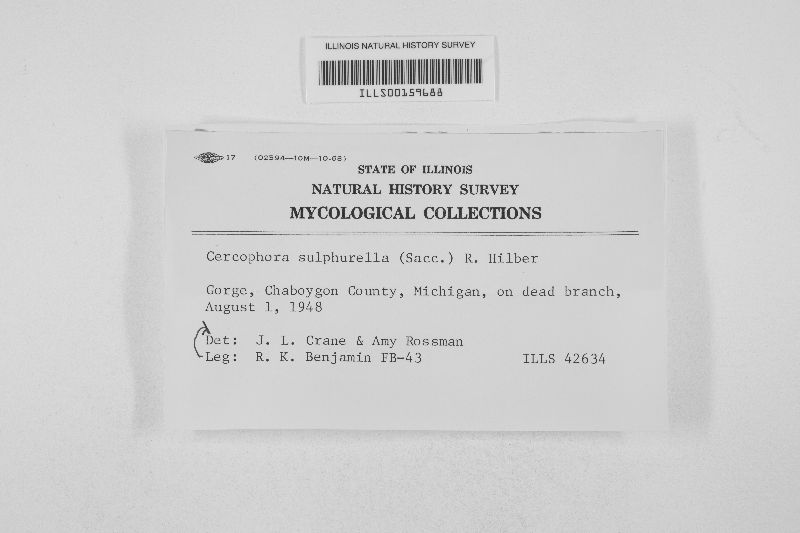 ILLINOIS NATURAL HISTORY SURVEY
ILLS00159688
17 (02594—10M—10-68)
STATE OF ILLINOIS
NATURAL HISTORY SURVEY
MYCOLOGICAL COLLECTIONS
Cercophora sulphurella (Sacc.) R. Hilber
Gorge, Chaboygon County, Michigan, on dead branch,
August 1, 1948
Det: J. L. Crane & Amy Rossman
Leg: R. K. Benjamin FB-43 ILLS 42634